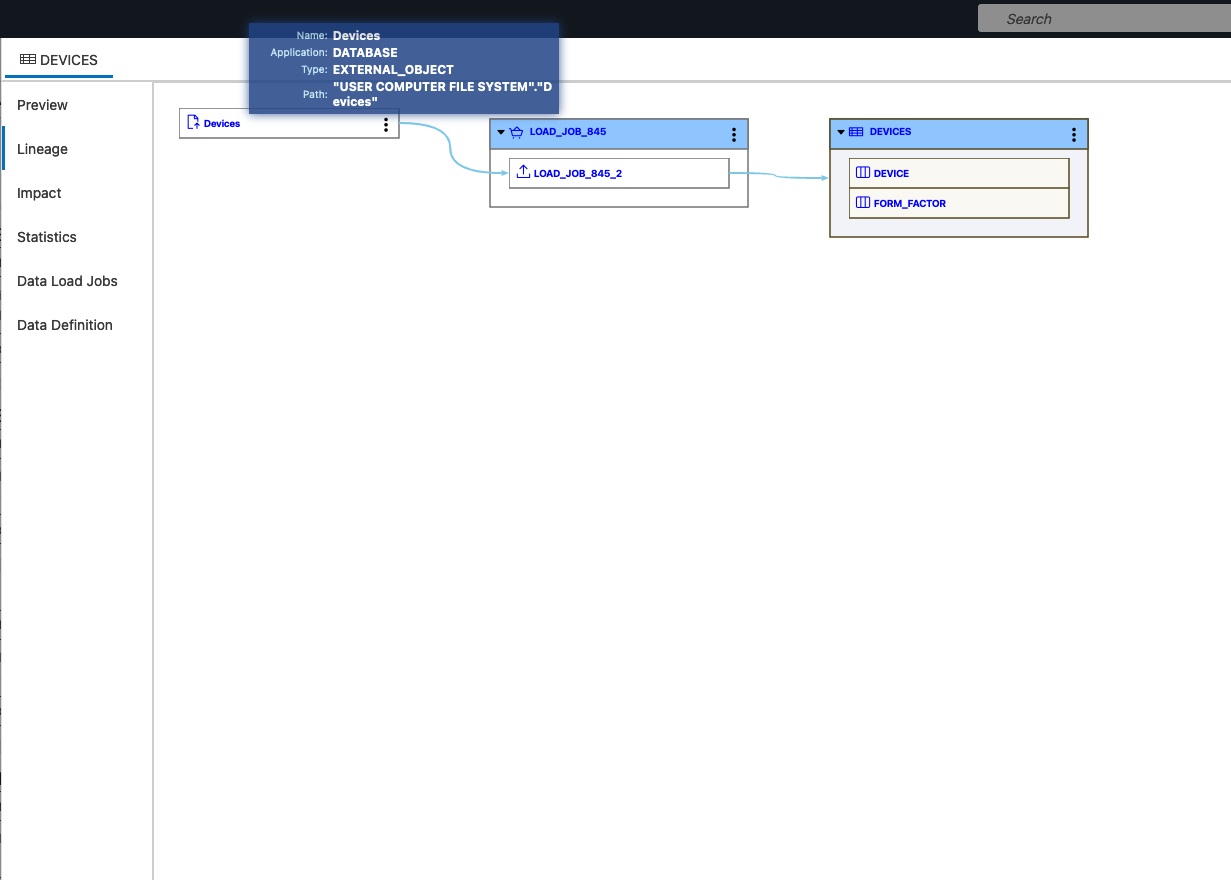 Search
Name: Devices
Application: DATABASE
Type: EXTERNAL_OBJECT
Path: "USER COMPUTER FILE SYSTEM"."D
evices"
DEVICES
Preview
Lineage
Impact
Statistics
Data Load Jobs
Data Definition
Devices
LOAD_JOB_845
LOAD_JOB_845_2
DEVICES
DEVICE
FORM_FACTOR